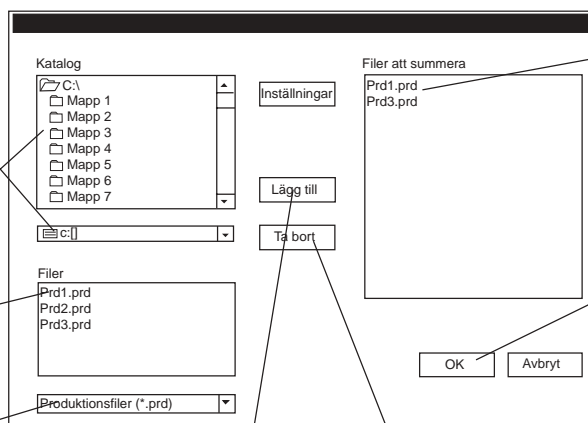 Katalog
C:\
Mapp 1
Mapp 2
Mapp 3
Mapp 4
Mapp 5
Mapp 6
Mapp 7
c:[]
Filer
Prd1.prd
Prd2.prd
Prd3.prd
Produktionsfiler (*.prd)
Inställningar
Lägg till
Ta bort
Filer att summera
Prd1.prd
Prd3.prd
OK
Avbryt